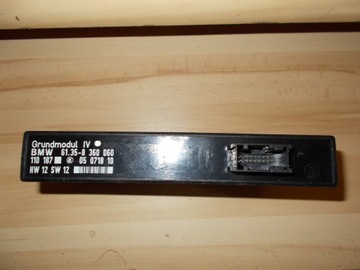 Grundmodul IV
BMW 61.35-8 360 060
110 187 05 0718 10
HW 12 SW 12